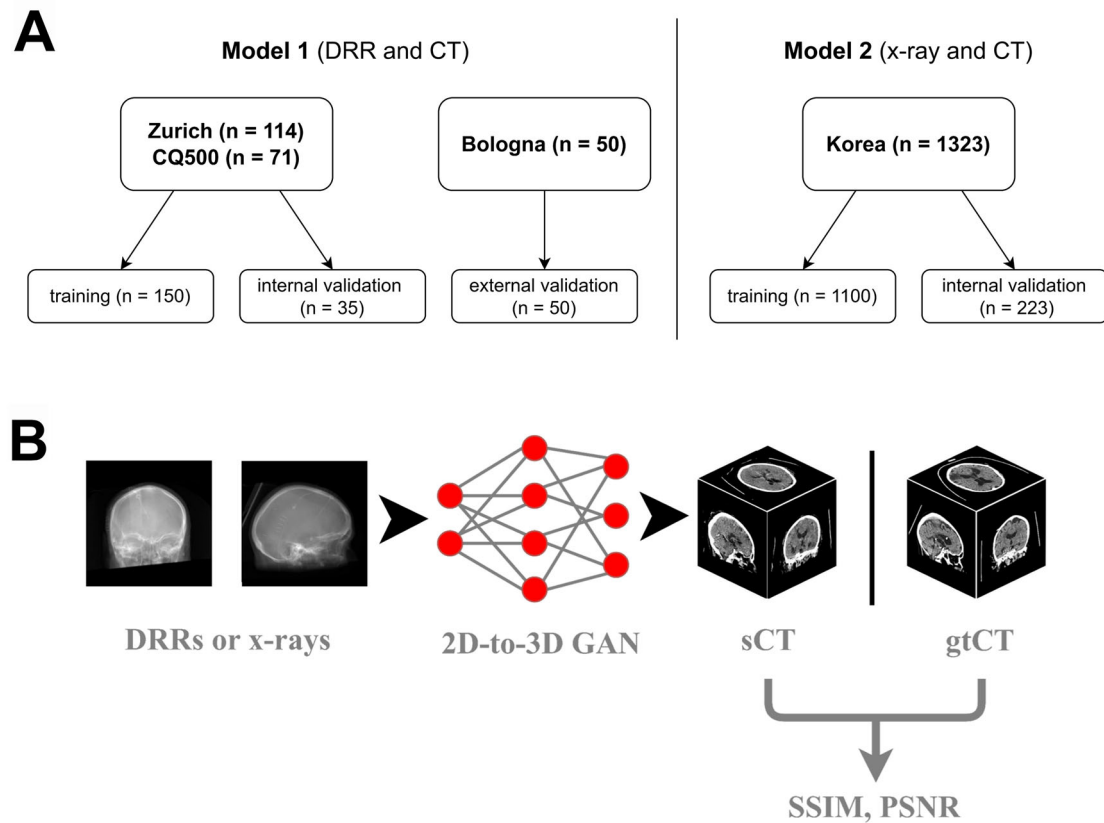 A
Model 1 (DRR and CT)
Model 2 (x-ray and CT)
Zurich (n = 114)
CQ500 (n = 71)
Bologna (n = 50)
Korea (n = 1323)
training (n = 150)
internal validation
(n = 35)
external validation
(n = 50)
training (n = 1100)
internal validation
(n = 223)
B
DRRs or x-rays
2D-to-3D GAN
sCT
gtCT
SSIM, PSNR